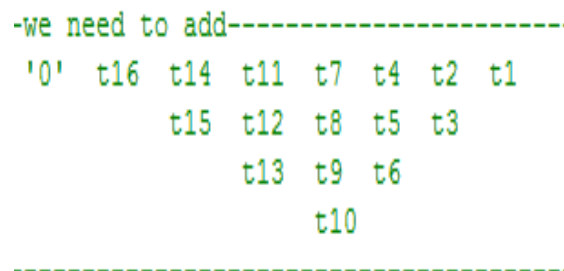 -we need to add-----------------------
'0' t16 t14 t11 t7 t4 t2 t1
t15 t12 t8 t5 t3
t13 t9 t6
t10
---------------------------------------